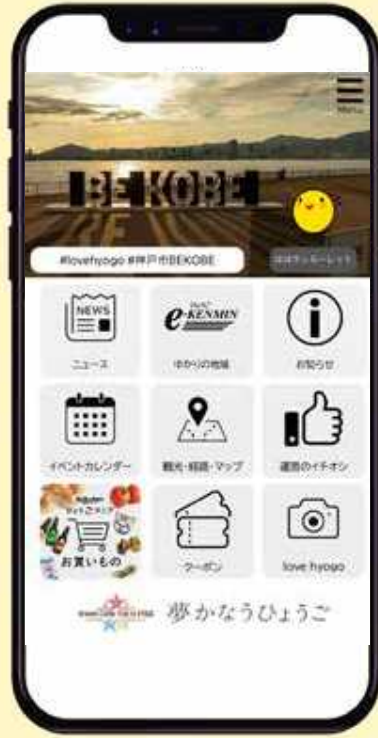 Menu
BE KOBE
#lovehyogo #神戸市BEKOBE
NEWS
ニュース
e-KENMIN
ゆかりの地域
お知らせ
イベントカレンダー
観光・経路・マップ
運営のイチオシ
Rakuten
お買いもの
クーポン
love hyogo
夢かなうひょうご